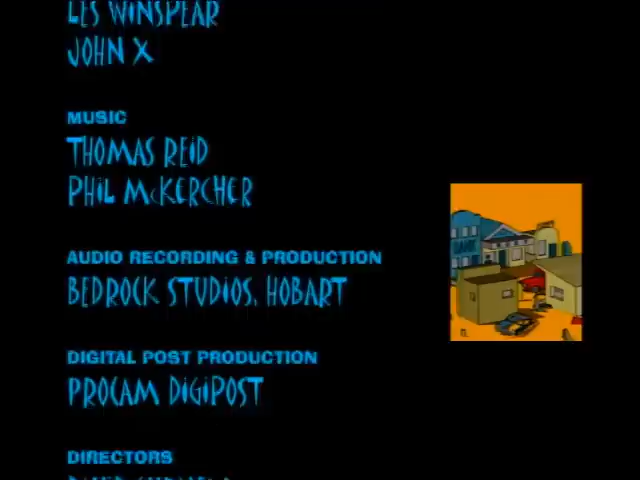 LES WINSPEAR
JOHN X
MUSIC
THOMAS REID
PHIL McKERCHER
AUDIO RECORDING & PRODUCTION
BEDROCK STUDIOS, HOBART
DIGITAL POST PRODUCTION
PROCAM DIGIPOST
DIRECTORS